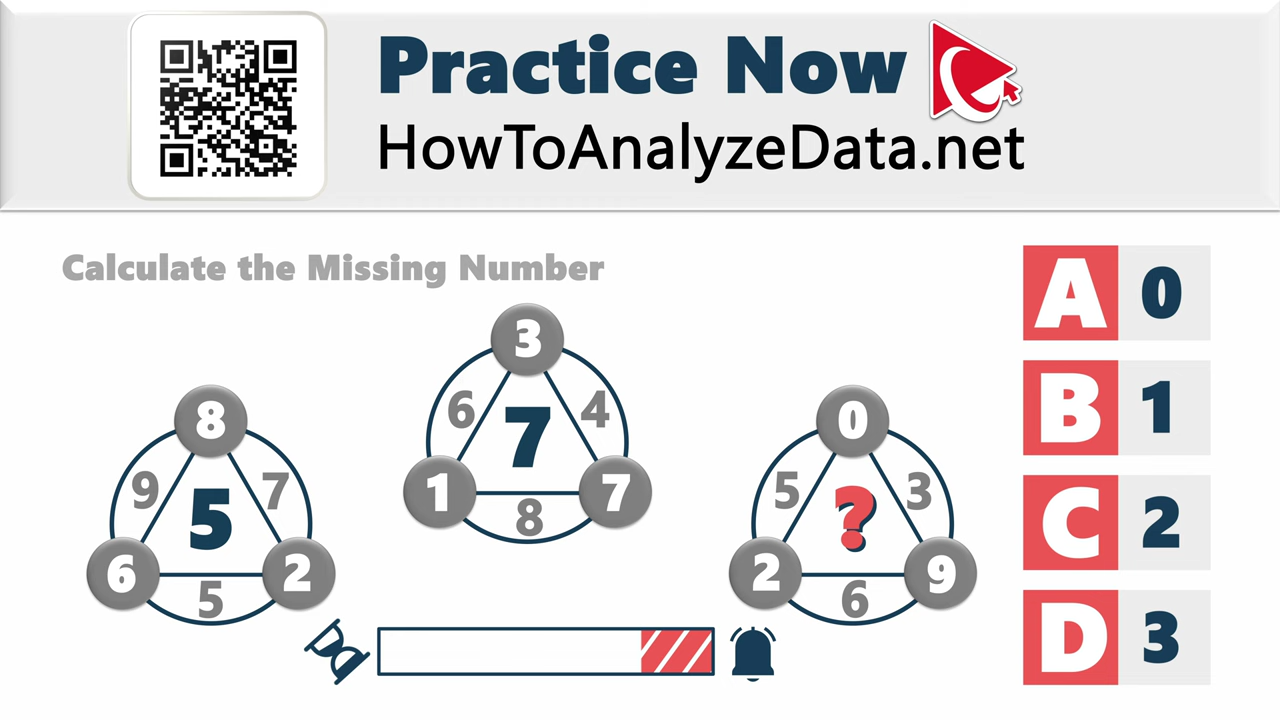 Practice Now
HowToAnalyzeData.net
Calculate the Missing Number
8
9 7
5
6 2
5
3
6 4
7
1 7
8
0
5 3
?
2 9
6
A 0
B 1
C 2
D 3